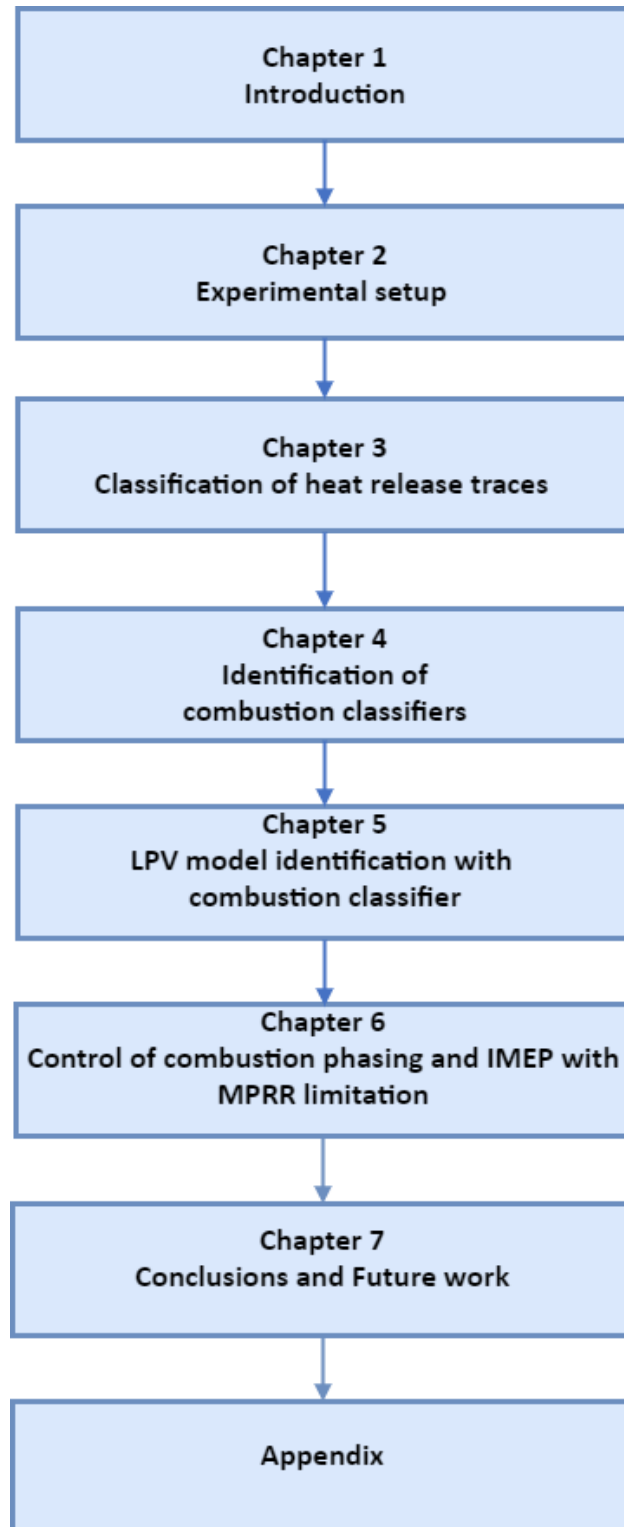 Chapter 1
Introduction
Chapter 2
Experimental setup
Chapter 3
Classification of heat release traces
Chapter 4
Identification of
combustion classifiers
Chapter 5
LPV model identification with
combustion classifier
Chapter 6
Control of combustion phasing and IMEP with
MPRR limitation
Chapter 7
Conclusions and Future work
Appendix